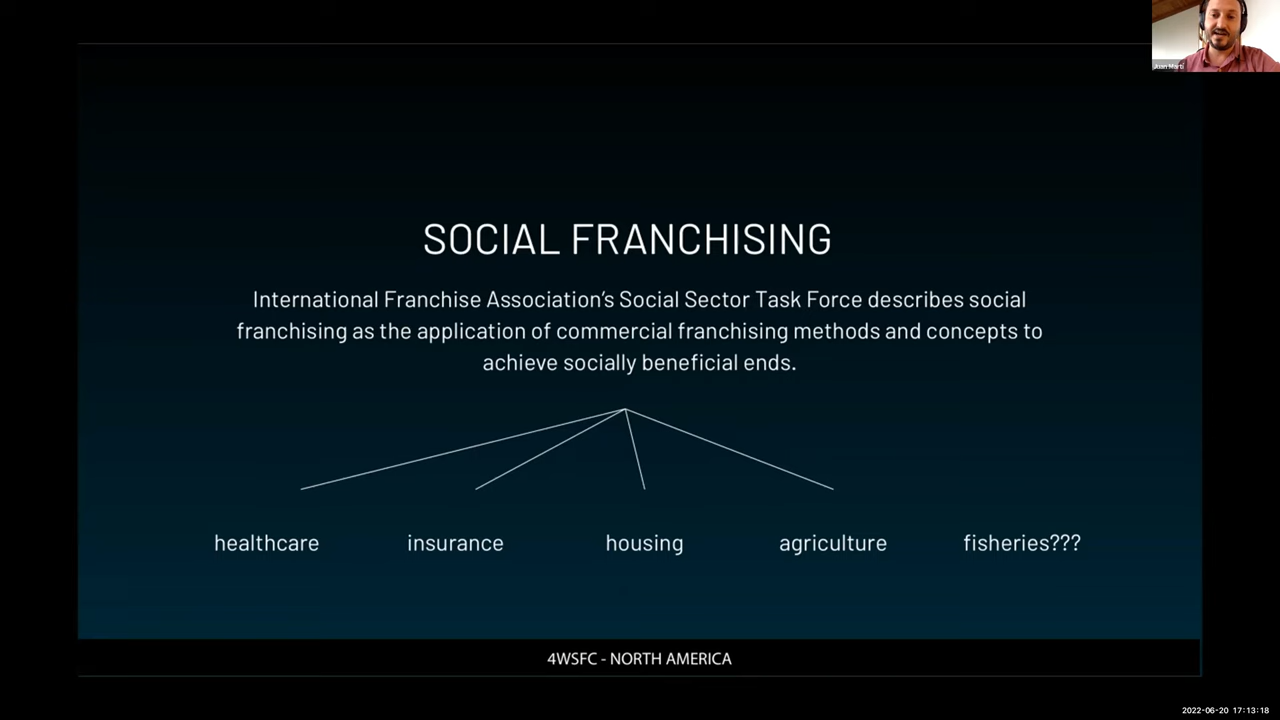 Juan Martí
SOCIAL FRANCHISING
International Franchise Association's Social Sector Task Force describes social
franchising as the application of commercial franchising methods and concepts to
achieve socially beneficial ends.
healthcare insurance housing agriculture fisheries???
4WSFC - NORTH AMERICA
2022-06-20 17:13:18